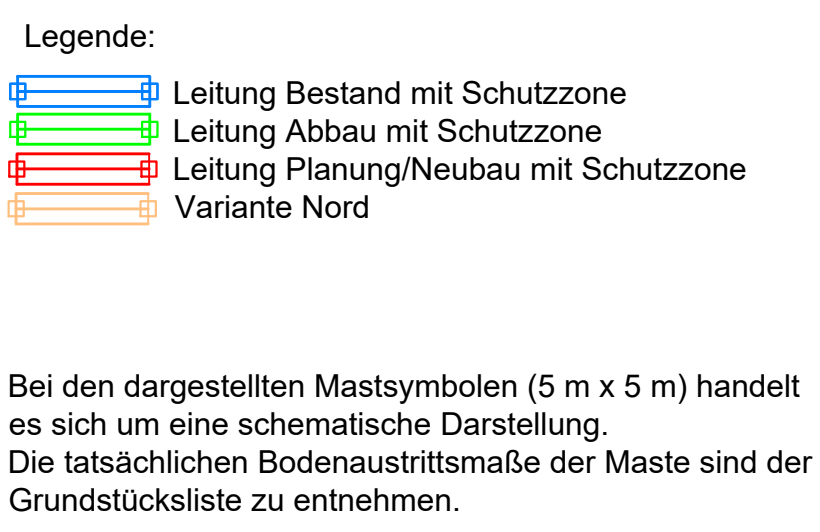 Legende:
Leitung Bestand mit Schutzzone
Leitung Abbau mit Schutzzone
Leitung Planung/Neubau mit Schutzzone
Variante Nord
Bei den dargestellten Mastsymbolen (5 m x 5 m) handelt
es sich um eine schematische Darstellung.
Die tatsächlichen Bodenaustrittsmaße der Maste sind der
Grundstücksliste zu entnehmen.